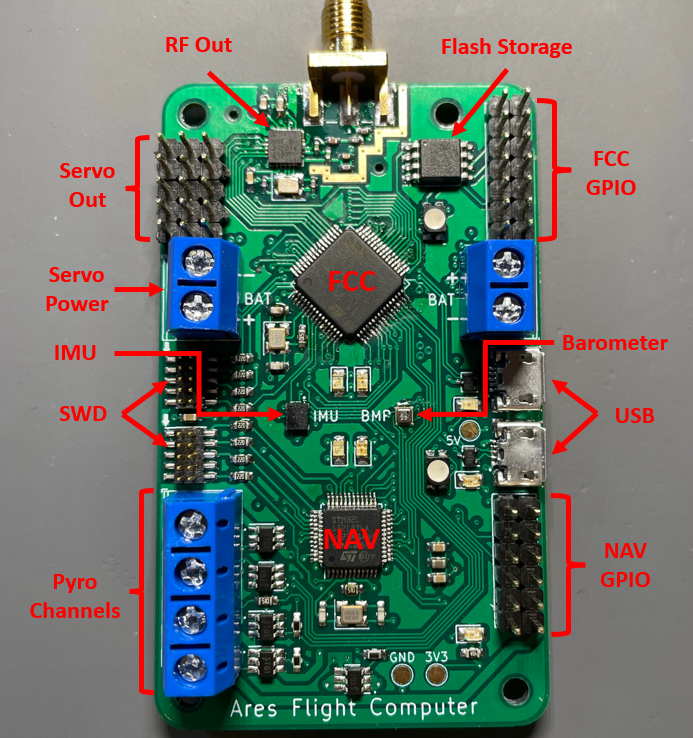 RF Out
Flash Storage
Servo
Out
FCC
GPIO
Servo
Power
FCC
BAT
BAT
IMU
Barometer
IMU
BMP
SWD
USB
5V
NAV
NAV
GPIO
Pyro
Channels
GND
3V3
Ares Flight Computer